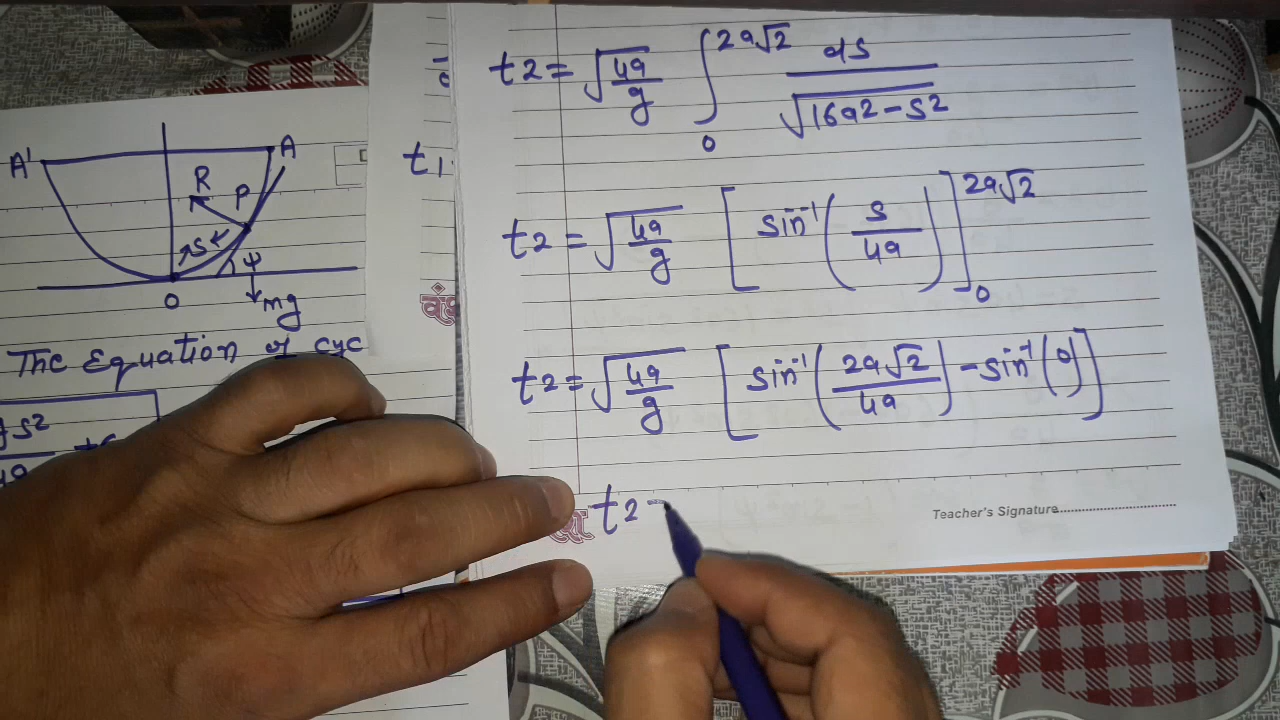 A' A
R P
S ψ
O mg
The Equation of cyc
s²
t₁
वं
t2 = √(4a/g) ∫₀^{2a√2} ds / √(16a² - s²)
t2 = √(4a/g) [sin⁻¹(s/4a)]₀^{2a√2}
t2 = √(4a/g) [sin⁻¹(2a√2/4a) - sin⁻¹(0)]
t2 -
Teacher's Signature